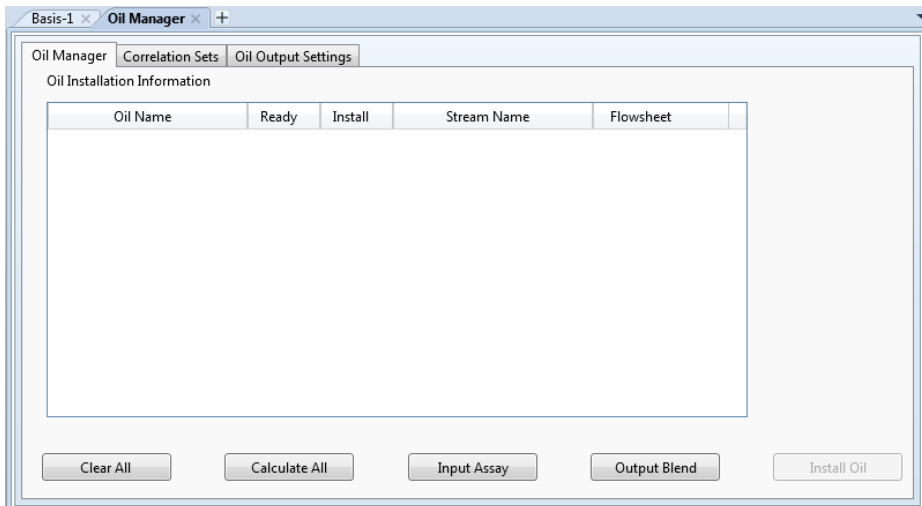 Basis-1 × Oil Manager × +
Oil Manager Correlation Sets Oil Output Settings
Oil Installation Information
Oil Name Ready Install Stream Name Flowsheet
Clear All Calculate All Input Assay Output Blend Install Oil